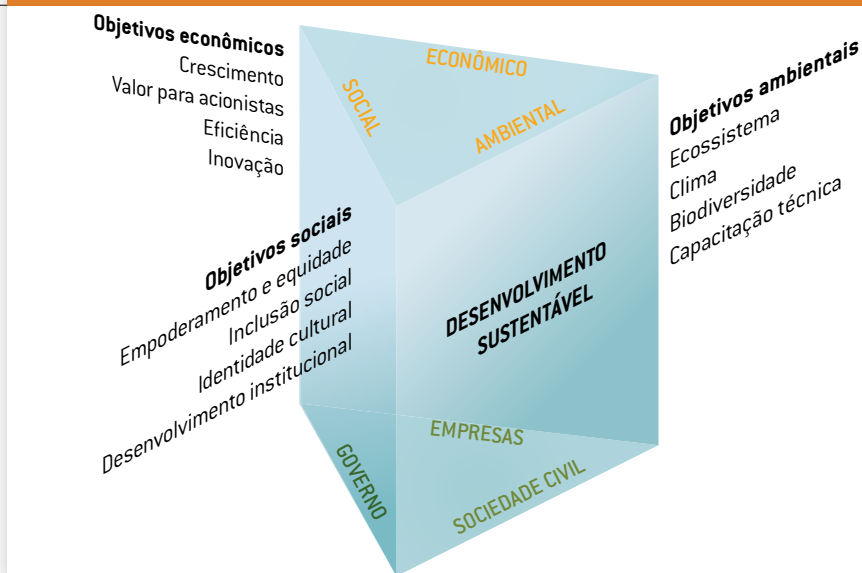 Objetivos econômicos
Crescimento
Valor para acionistas
Eficiência
Inovação
ECONÔMICO
SOCIAL
AMBIENTAL
Objetivos ambientais
Ecossistema
Clima
Biodiversidade
Capacitação técnica
Objetivos sociais
Empoderamento e equidade
Inclusão social
Identidade cultural
Desenvolvimento institucional
DESENVOLVIMENTO
SUSTENTÁVEL
EMPRESAS
GOVERNO
SOCIEDADE CIVIL